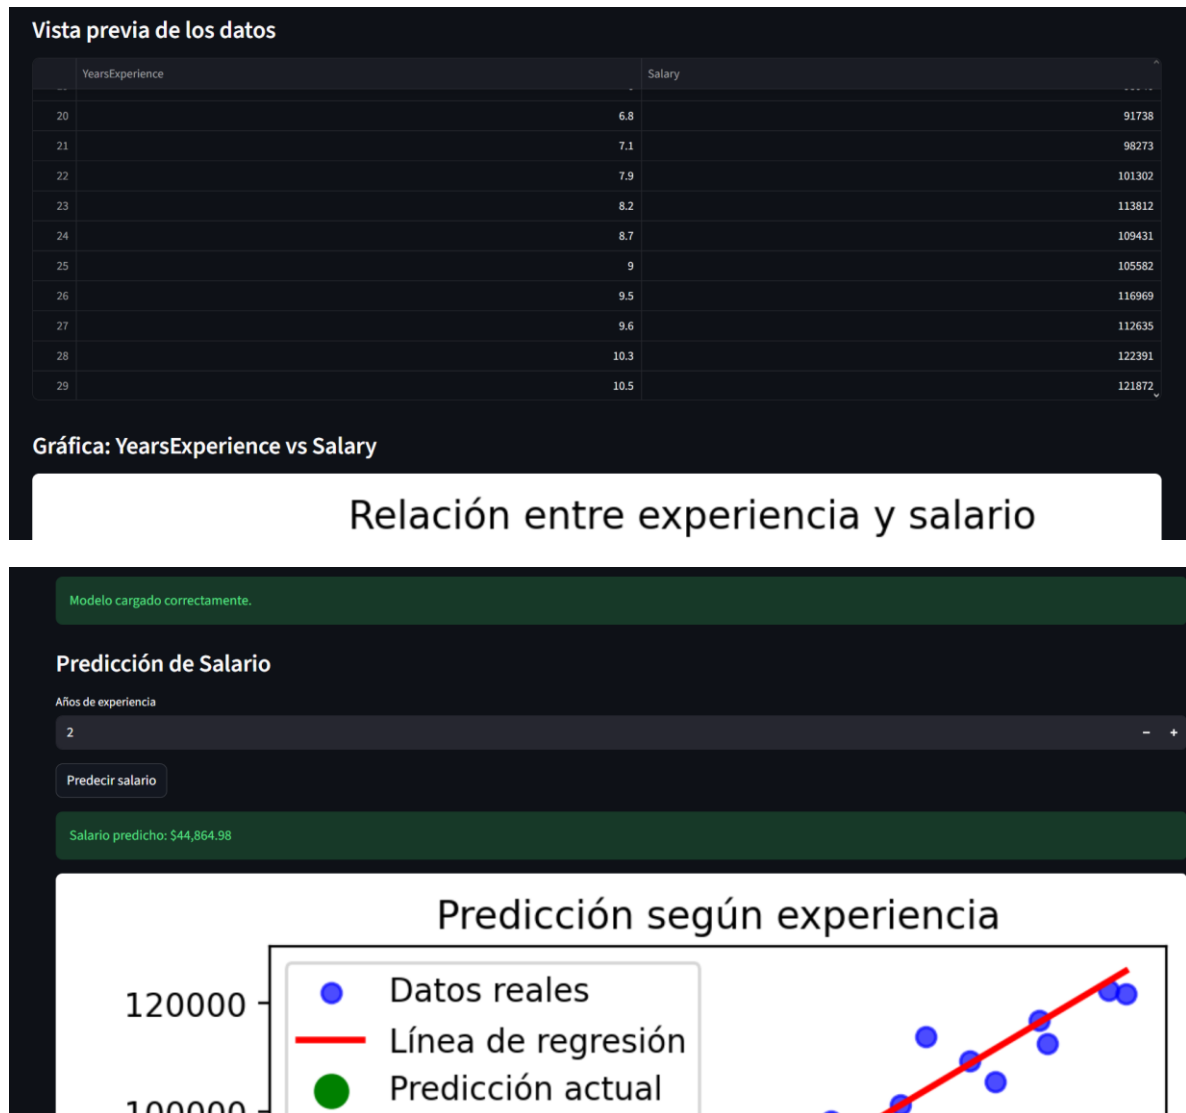 Vista previa de los datos
YearsExperience Salary
20 6.8 91738
21 7.1 98273
22 7.9 101302
23 8.2 113812
24 8.7 109431
25 9 105582
26 9.5 116969
27 9.6 112635
28 10.3 122391
29 10.5 121872
Gráfica: YearsExperience vs Salary
Relación entre experiencia y salario
Modelo cargado correctamente.
Predicción de Salario
Años de experiencia
2 - +
Predecir salario
Salario predicho: $44,864.98
Predicción según experiencia
Datos reales
120000
Línea de regresión
Predicción actual
100000